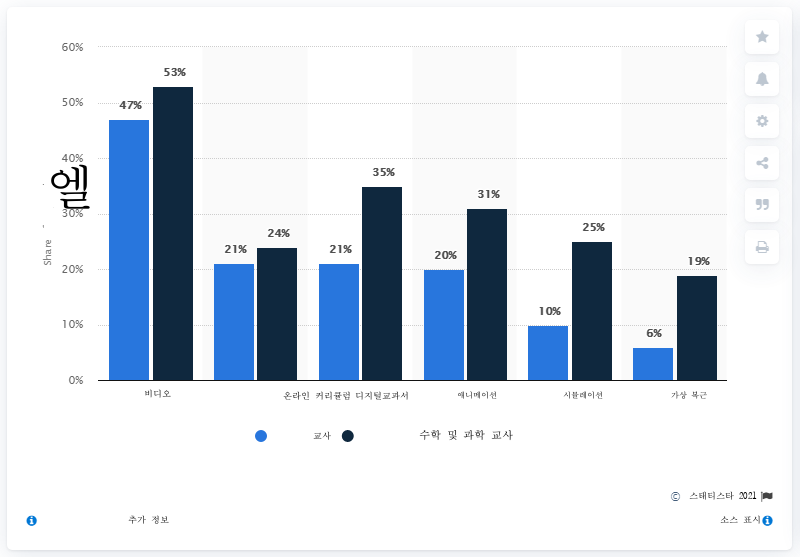 60%
53%
50%
47%
40%
엘
35%
31%
30%
Share
24%
25%
21%
21%
20%
20%
19%
10%
10%
6%
0%
비디오
온라인 커리큘럼 디지털교과서
애니메이션
시뮬레이션
가상 북근
교사
수학 및 과학 교사
© 스태티스타 2021
추가 정보
소스 표시